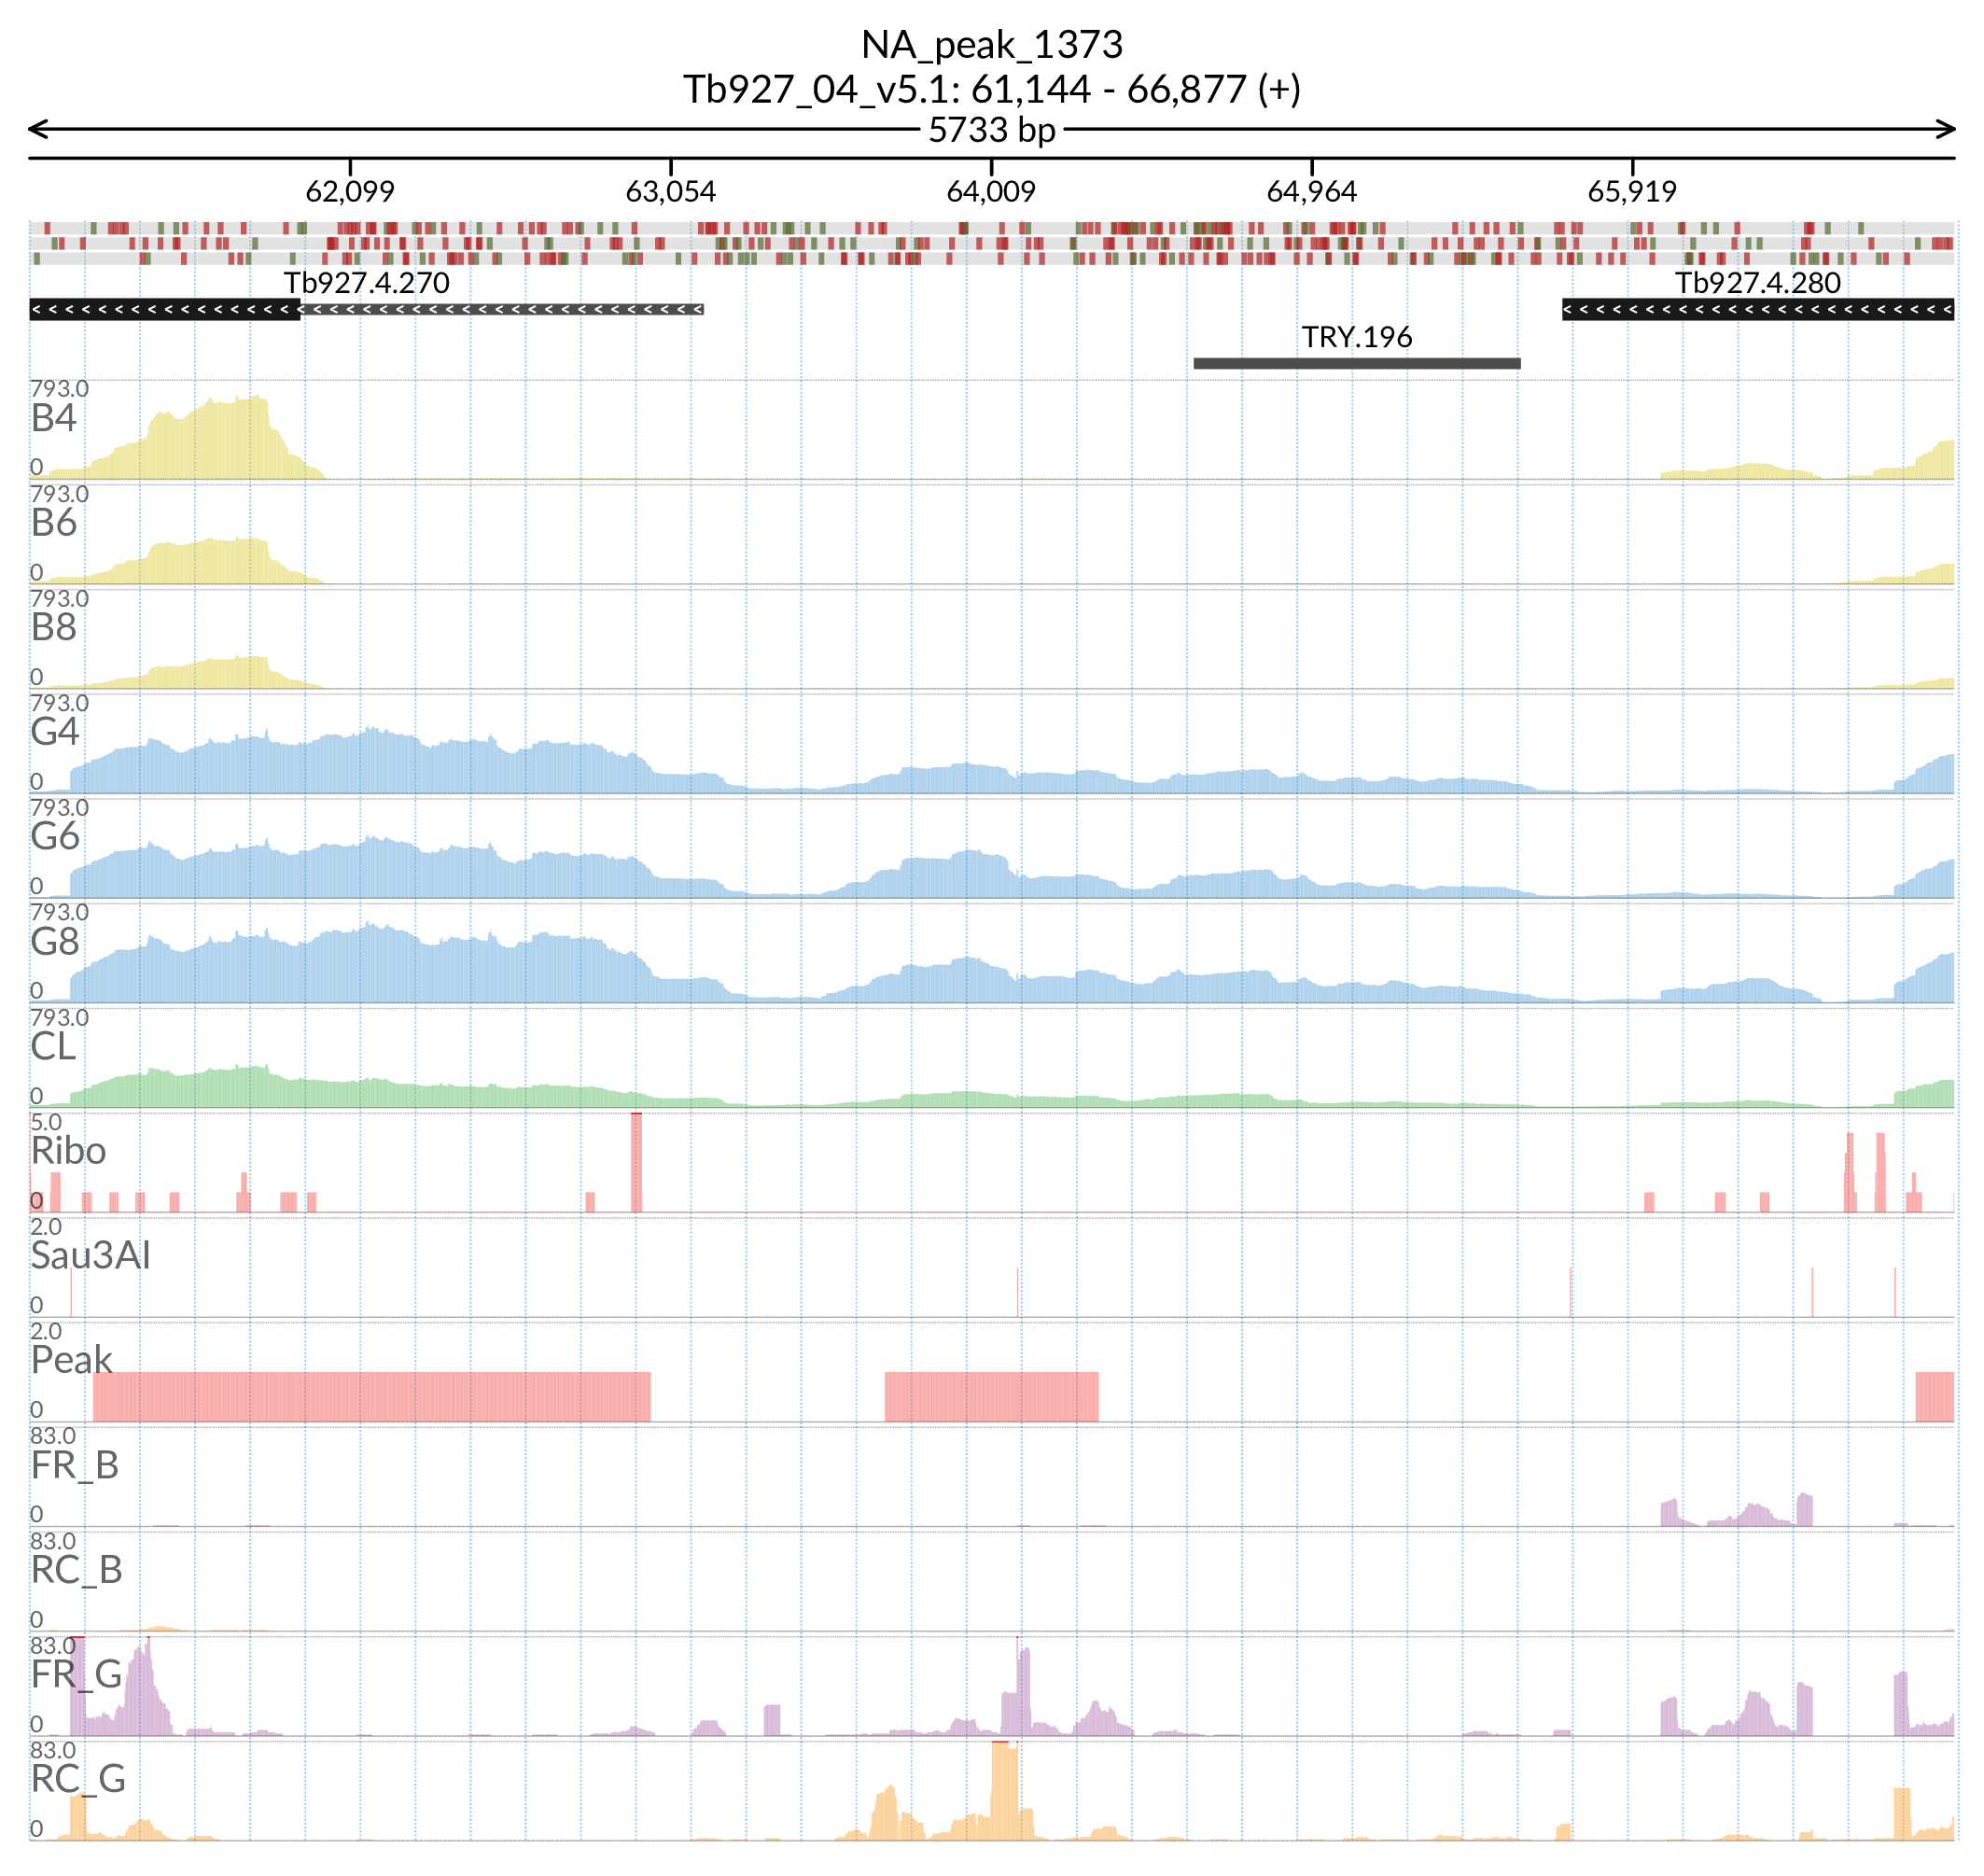 NA_peak_1373
Tb927_04_v5.1: 61,144 - 66,877 (+)
5733 bp
62,099 63,054 64,009 64,964 65,919
Tb927.4.270 Tb927.4.280
TRY.196
793.0
B4
0
793.0
B6
0
793.0
B8
0
793.0
G4
0
793.0
G6
0
793.0
G8
0
793.0
CL
0
5.0
Ribo
0
2.0
Sau3AI
0
2.0
Peak
0
83.0
FR_B
0
83.0
RC_B
0
83.0
FR_G
0
83.0
RC_G
0